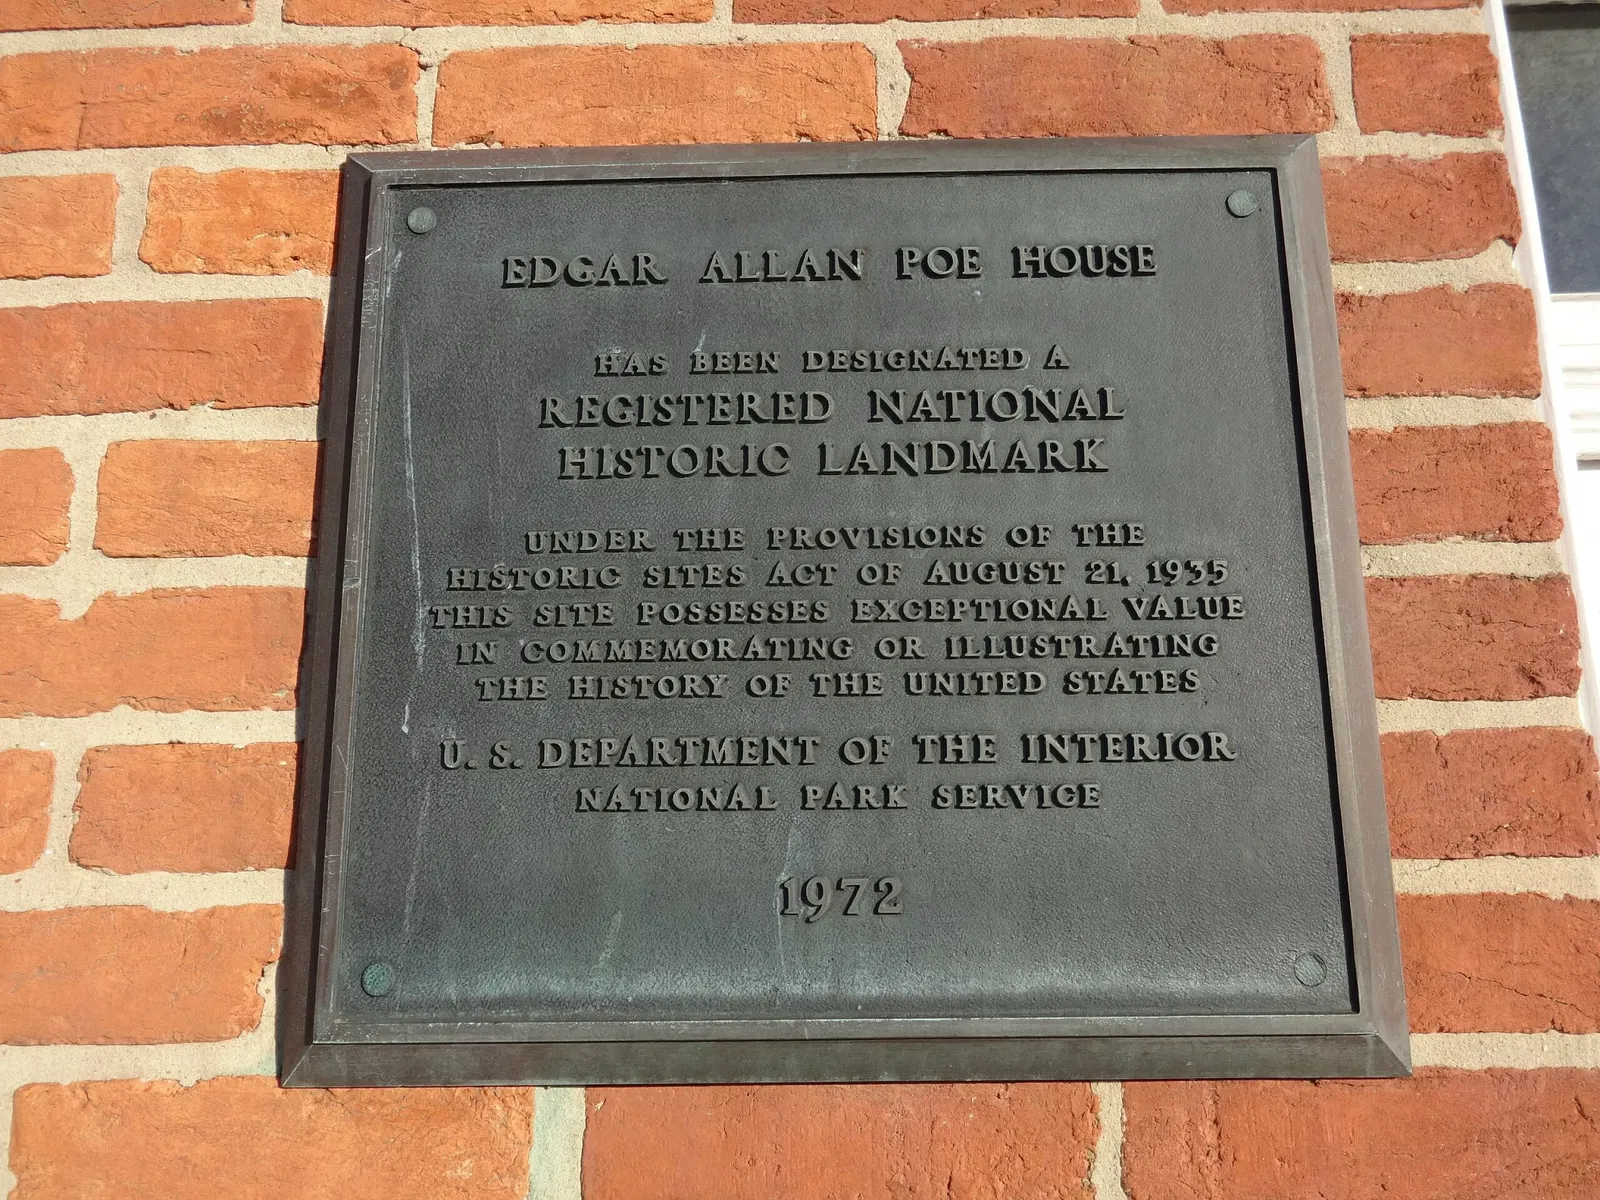 EDGAR ALLAN POE HOUSE
HAS BEEN DESIGNATED A
REGISTERED NATIONAL
HISTORIC LANDMARK
UNDER THE PROVISIONS OF THE
HISTORIC SITES ACT OF AUGUST 21, 1935
THIS SITE POSSESSES EXCEPTIONAL VALUE
IN COMMEMORATING OR ILLUSTRATING
THE HISTORY OF THE UNITED STATES
U. S. DEPARTMENT OF THE INTERIOR
NATIONAL PARK SERVICE
1972